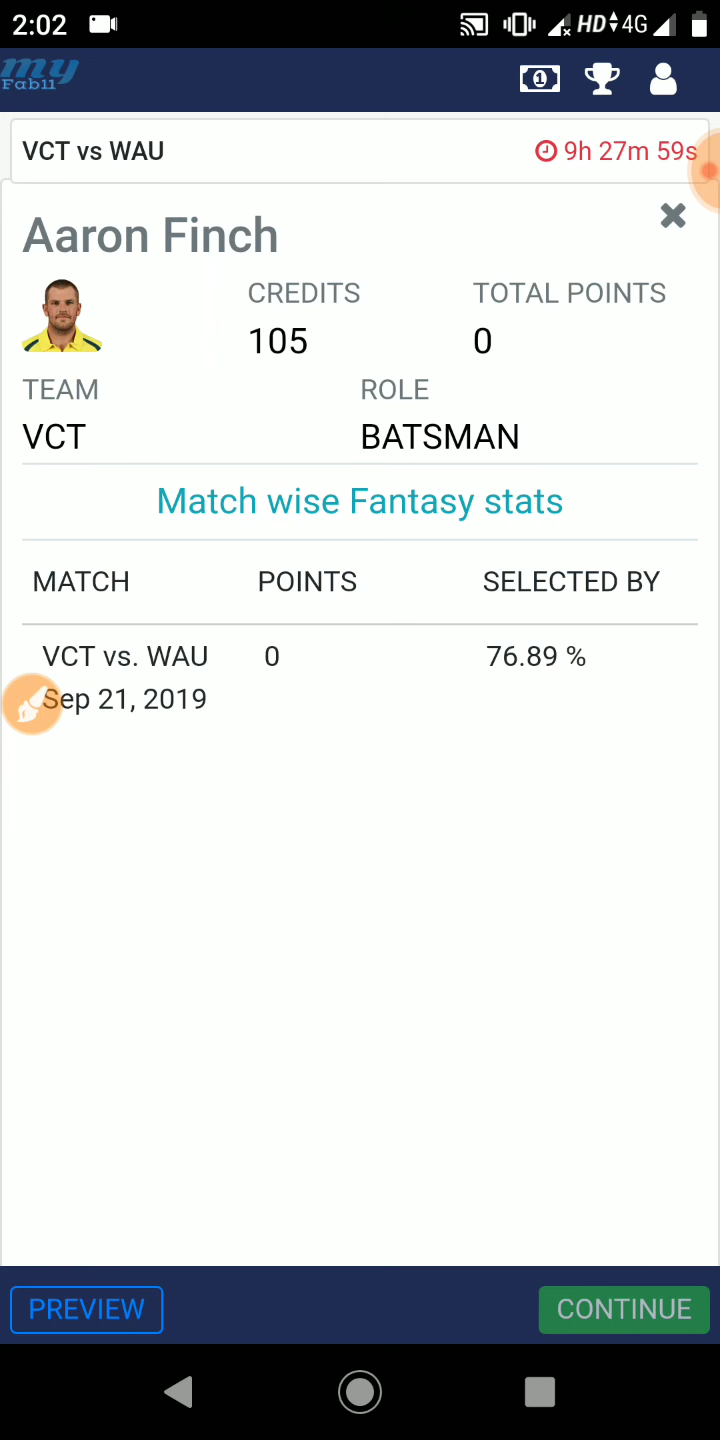 2:02 HD 4G
my
Fab11
VCT vs WAU 9h 27m 59s
Aaron Finch
CREDITS TOTAL POINTS
105 0
TEAM ROLE
VCT BATSMAN
Match wise Fantasy stats
MATCH POINTS SELECTED BY
VCT vs. WAU 0 76.89 %
Sep 21, 2019
PREVIEW CONTINUE